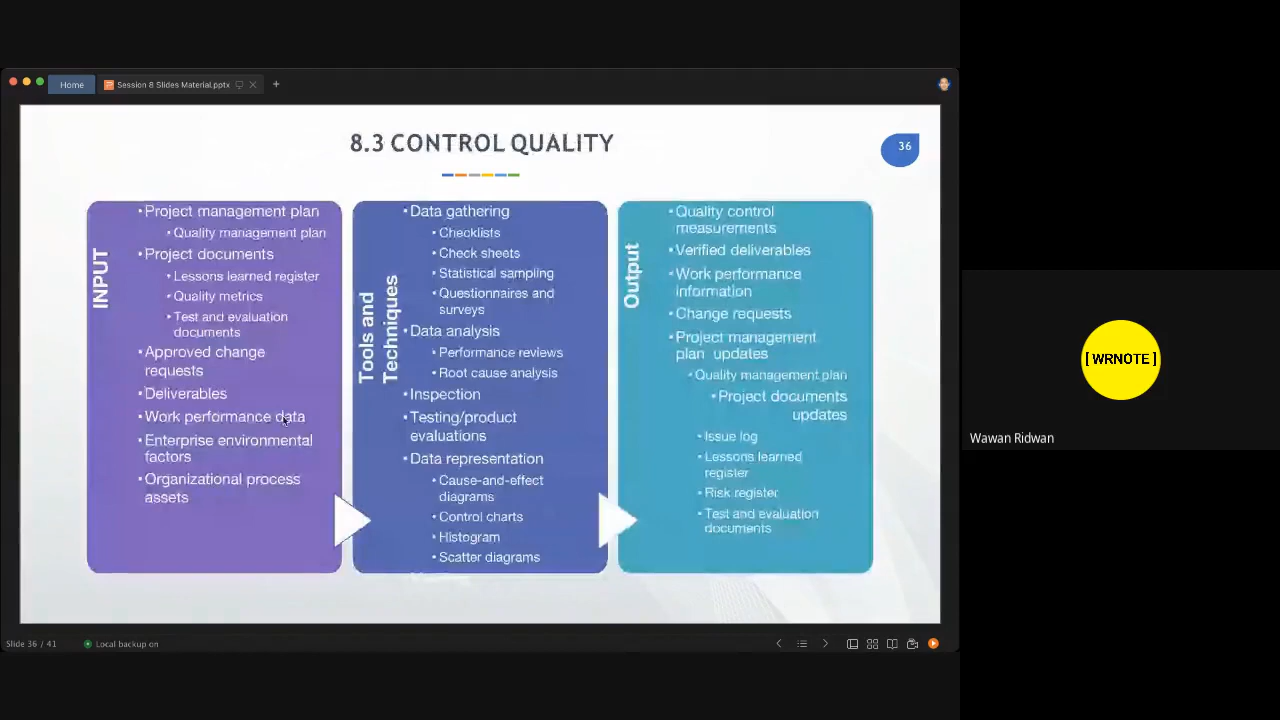 Home
Session 8 Slides Material.pptx
8.3 CONTROL QUALITY
36
INPUT
•Project management plan
•Quality management plan
•Project documents
•Lessons learned register
•Quality metrics
•Test and evaluation
documents
•Approved change
requests
•Deliverables
•Work performance data
•Enterprise environmental
factors
•Organizational process
assets
Tools and
Techniques
•Data gathering
•Checklists
•Check sheets
•Statistical sampling
•Questionnaires and
surveys
•Data analysis
•Performance reviews
•Root cause analysis
•Inspection
•Testing/product
evaluations
•Data representation
•Cause-and-effect
diagrams
•Control charts
•Histogram
•Scatter diagrams
Output
•Quality control
measurements
•Verified deliverables
•Work performance
information
•Change requests
•Project management
plan updates
•Quality management plan
•Project documents
updates
•Issue log
•Lessons learned
register
•Risk register
•Test and evaluation
documents
Slide 36 / 41
Local backup on
[WRNOTE]
Wawan Ridwan